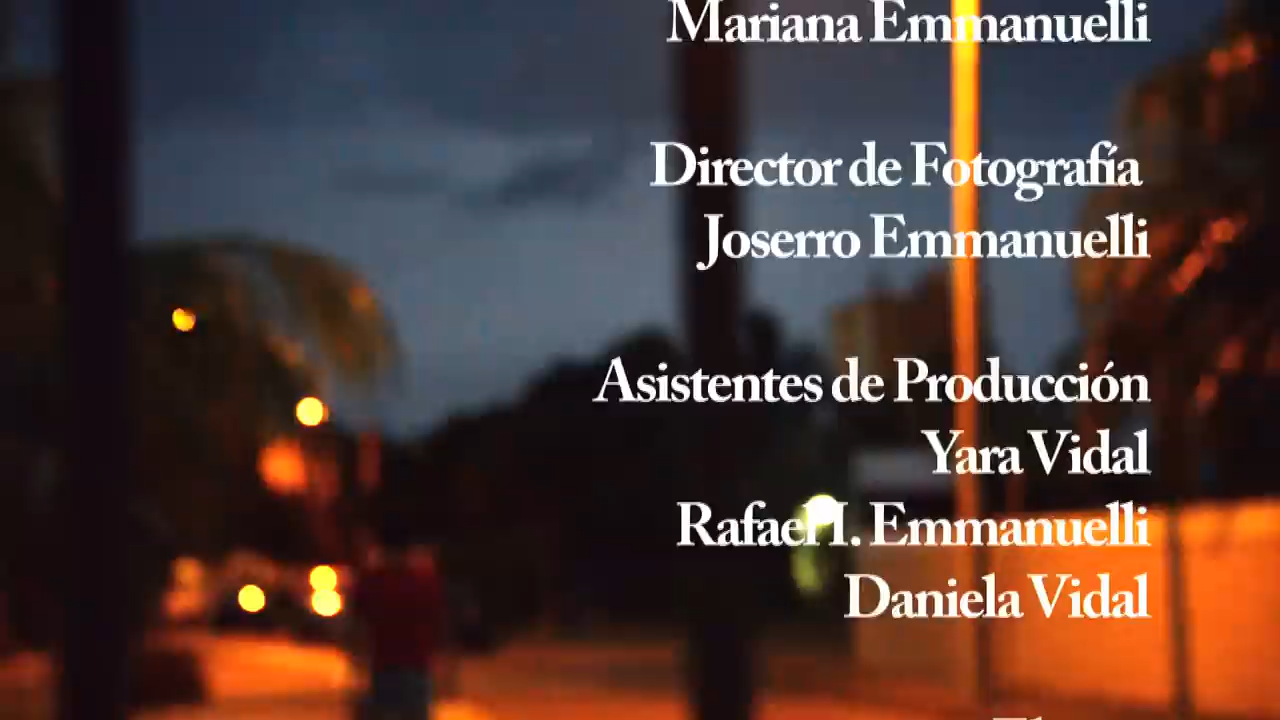 Mariana Emmanuelli
Director de Fotografía
Joserro Emmanuelli
Asistentes de Producción
Yara Vidal
Rafael I. Emmanuelli
Daniela Vidal